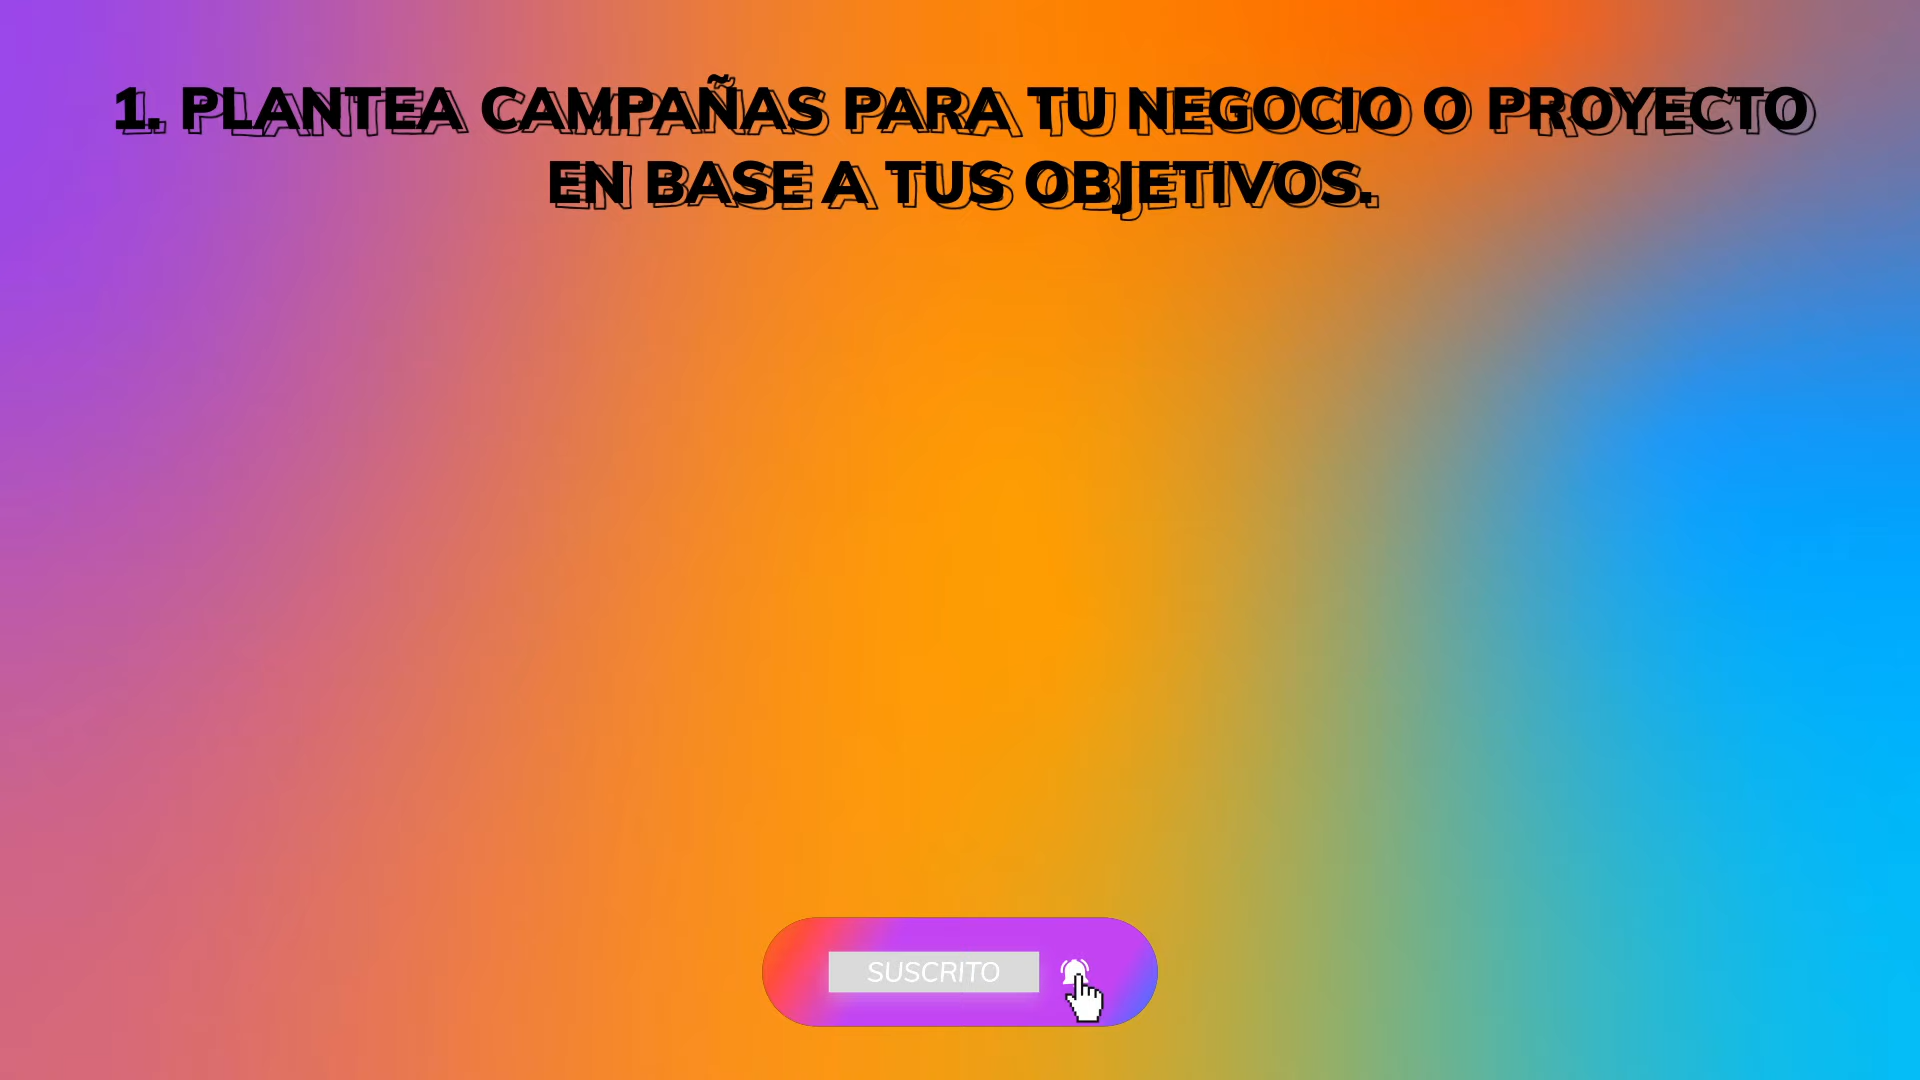 1. PLANTEA CAMPAÑAS PARA TU NEGOCIO O PROYECTO
EN BASE A TUS OBJETIVOS.
SUSCRITO